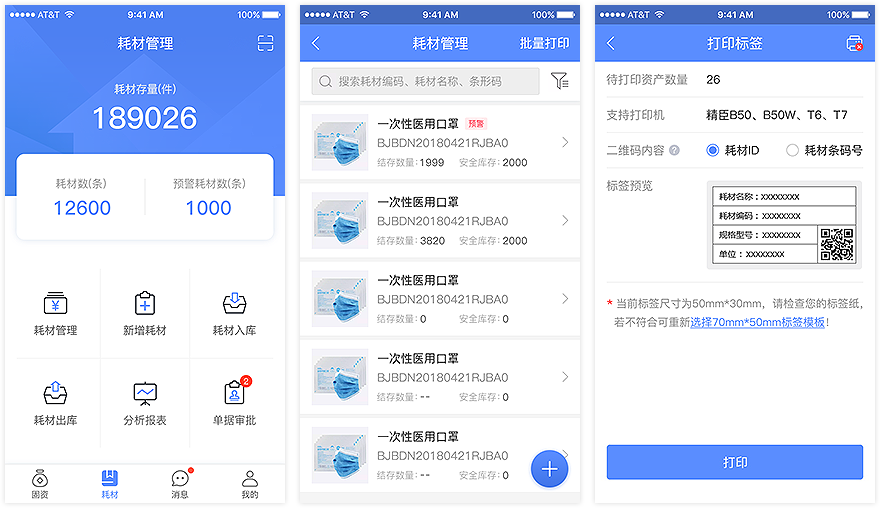 ●●●●● AT&T 9:41 AM 100%
耗材管理
耗材存量(件)
189026
耗材数(条) 预警耗材数(条)
12600 1000
耗材管理 新增耗材 耗材入库
2
耗材出库 分析报表 单据审批
固资 耗材 消息 我的
●●●●● AT&T 9:41 AM 100%
耗材管理 批量打印
搜索耗材编码、耗材名称、条形码
一次性医用口罩 预警
BJBDN20180421RJBA0
结存数量: 1999 安全库存: 2000
一次性医用口罩
BJBDN20180421RJBA0
结存数量: 3820 安全库存: 2000
一次性医用口罩
BJBDN20180421RJBA0
结存数量: 0 安全库存: 0
一次性医用口罩
BJBDN20180421RJBA0
结存数量: -- 安全库存: 0
一次性医用口罩
BJBDN20180421RJBA0
结存数量: -- 安全库存: 0
●●●●● AT&T 9:41 AM 100%
打印标签
待打印资产数量 26
支持打印机 精臣B50、B50W、T6、T7
二维码内容 ? 耗材ID 耗材条码号
标签预览
耗材名称：XXXXXXXX
耗材编码：XXXXXXXX
规格型号：XXXXXXXX
单位：XXXXXXXX
* 当前标签尺寸为50mm*30mm，请检查您的标签纸，
若不符合可重新选择70mm*50mm标签模板！
打印